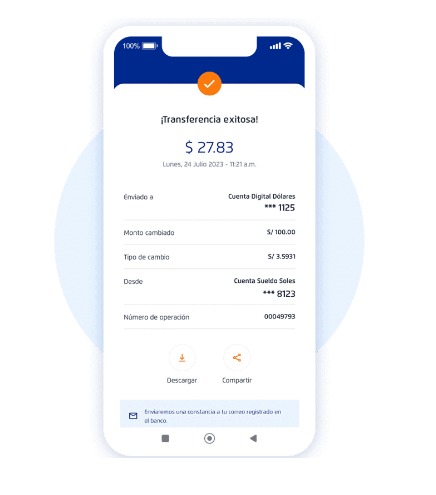 100%
¡Transferencia exitosa!
$ 27.83
Lunes, 24 Julio 2023 - 11:21 a.m.
Enviado a
Cuenta Digital Dólares
*** 1125
Monto cambiado
S/ 100.00
Tipo de cambio
S/ 3.5931
Desde
Cuenta Sueldo Soles
*** 8123
Número de operación
00049793
Descargar
Compartir
Enviaremos una constancia a tu correo registrado en
el banco.